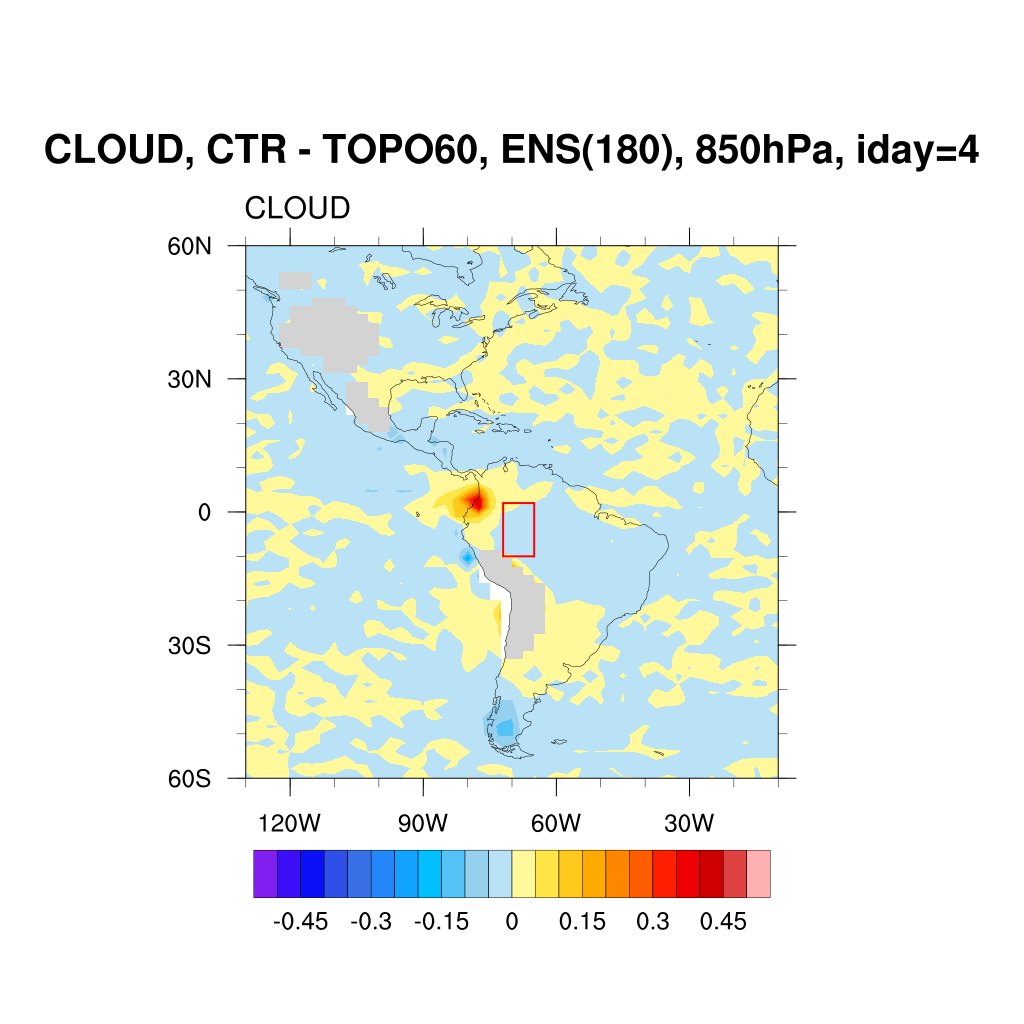 CLOUD, CTR - TOPO60, ENS(180), 850hPa, iday=4
CLOUD
60N
30N
0
30S
60S
120W 90W 60W 30W
-0.45 -0.3 -0.15 0 0.15 0.3 0.45